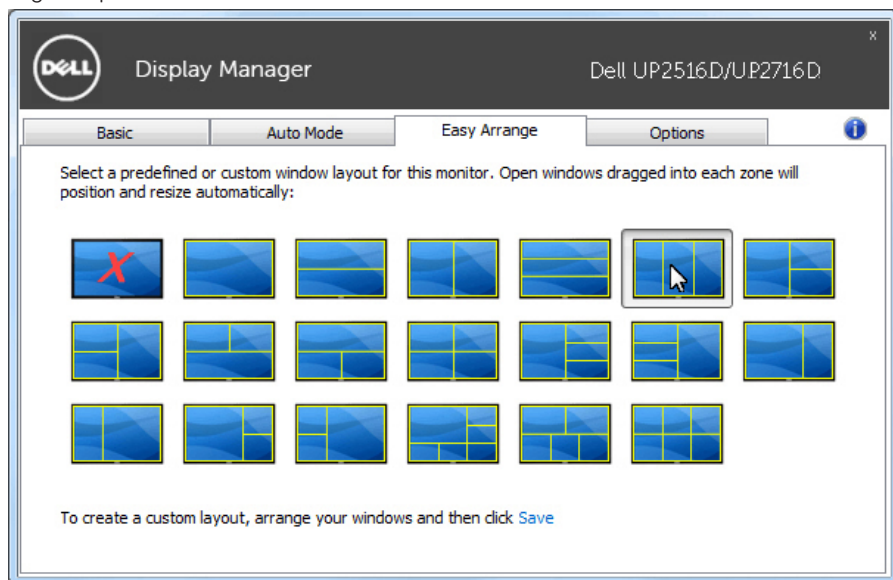 DELL
Display Manager
Dell UP2516D/UP2716D
x
Basic
Auto Mode
Easy Arrange
Options
i
Select a predefined or custom window layout for this monitor. Open windows dragged into each zone will
position and resize automatically:
X
To create a custom layout, arrange your windows and then click Save